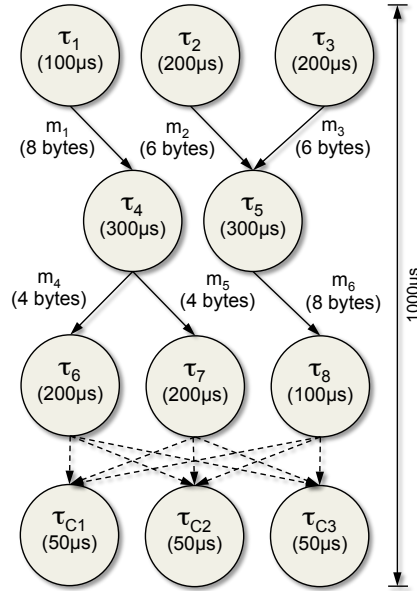 τ1
(100µs)
τ2
(200µs)
τ3
(200µs)
m1
(8 bytes)
m2
(6 bytes)
m3
(6 bytes)
τ4
(300µs)
τ5
(300µs)
m4
(4 bytes)
m5
(4 bytes)
m6
(8 bytes)
1000µs
τ6
(200µs)
τ7
(200µs)
τ8
(100µs)
τC1
(50µs)
τC2
(50µs)
τC3
(50µs)